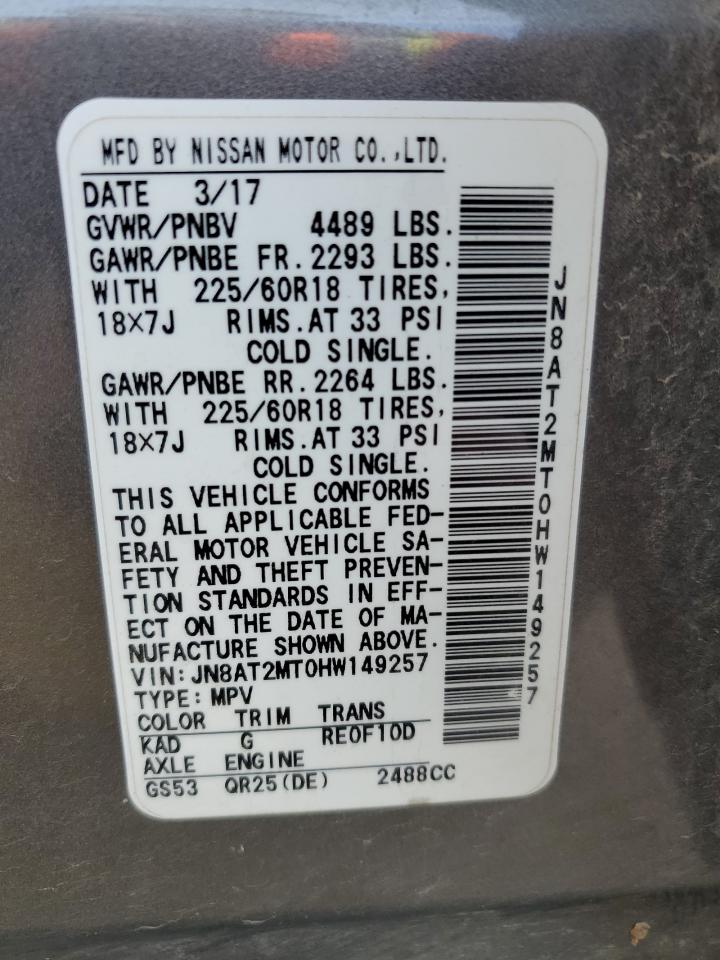 MFD BY NISSAN MOTOR CO.,LTD.
DATE 3/17
GVWR/PNBV 4489 LBS.
GAWR/PNBE FR.2293 LBS.
WITH 225/60R18 TIRES,
18×7J RIMS.AT 33 PSI
COLD SINGLE.
GAWR/PNBE RR.2264 LBS.
WITH 225/60R18 TIRES,
18×7J RIMS.AT 33 PSI
COLD SINGLE.
THIS VEHICLE CONFORMS
TO ALL APPLICABLE FED-
ERAL MOTOR VEHICLE SA-
FETY AND THEFT PREVEN-
TION STANDARDS IN EFF-
ECT ON THE DATE OF MA-
NUFACTURE SHOWN ABOVE.
VIN: JN8AT2MT0HW149257
TYPE: MPV
COLOR TRIM TRANS
KAD G RE0F10D
AXLE ENGINE
GS53 QR25(DE) 2488CC
JN8AT2MT0HW149257